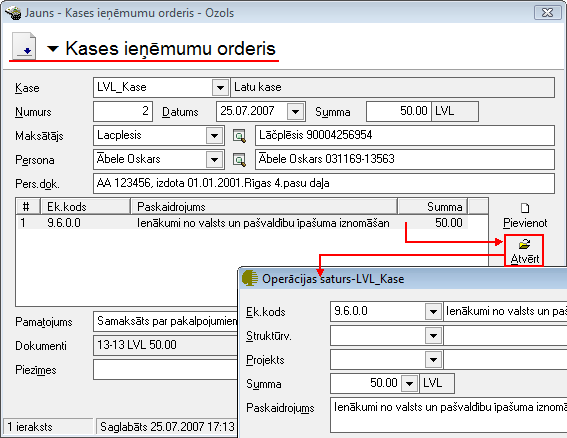 Jauns - Kases ieņēmumu orderis - Ozols
Kases ieņēmumu orderis
Kase LVL_Kase Latu kase
Numurs 2 Datums 25.07.2007 Summa 50.00 LVL
Maksātājs Lacplesis Lāčplēsis 90004256954
Persona Ābele Oskars Ābele Oskars 031169-13563
Pers.dok. AA 123456, izdota 01.01.2001.Rīgas 4.pasu daļa
# Ek.kods Paskaidrojums Summa
1 9.6.0.0 Ienākumi no valsts un pašvaldību īpašuma iznomāšan 50.00
Pievienot
Atvērt
Pamatojums Samaksāts par pakalpojumiem
Dokumenti 13-13 LVL 50.00
Piezīmes
1 ieraksts Saglabāts 25.07.2007 17:13
Operācijas saturs-LVL_Kase
Ek.kods 9.6.0.0 Ienākumi no valsts un paš
Struktūrv.
Projekts
Summa 50.00 LVL
Paskaidrojums Ienākumi no valsts un pašvaldību īpašuma iznomā